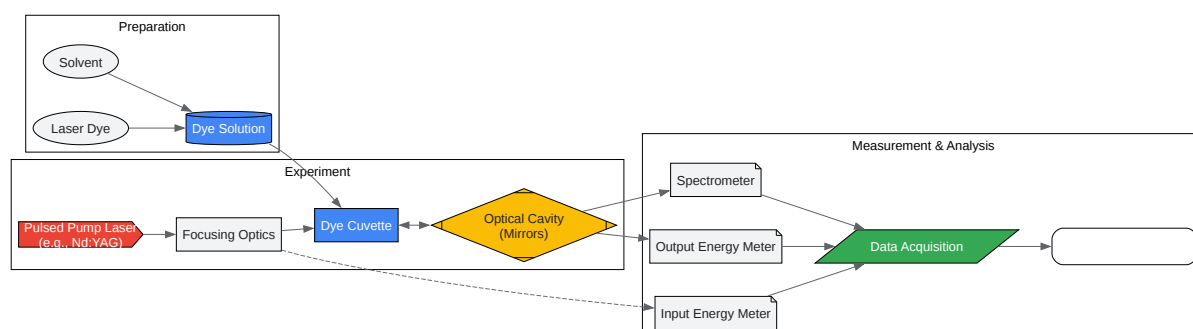 Preparation
Solvent
Laser Dye
Dye Solution
Experiment
Pulsed Pump Laser
(e.g., Nd:YAG)
Focusing Optics
Dye Cuvette
Optical Cavity
(Mirrors)
Measurement & Analysis
Spectrometer
Output Energy Meter
Input Energy Meter
Data Acquisition